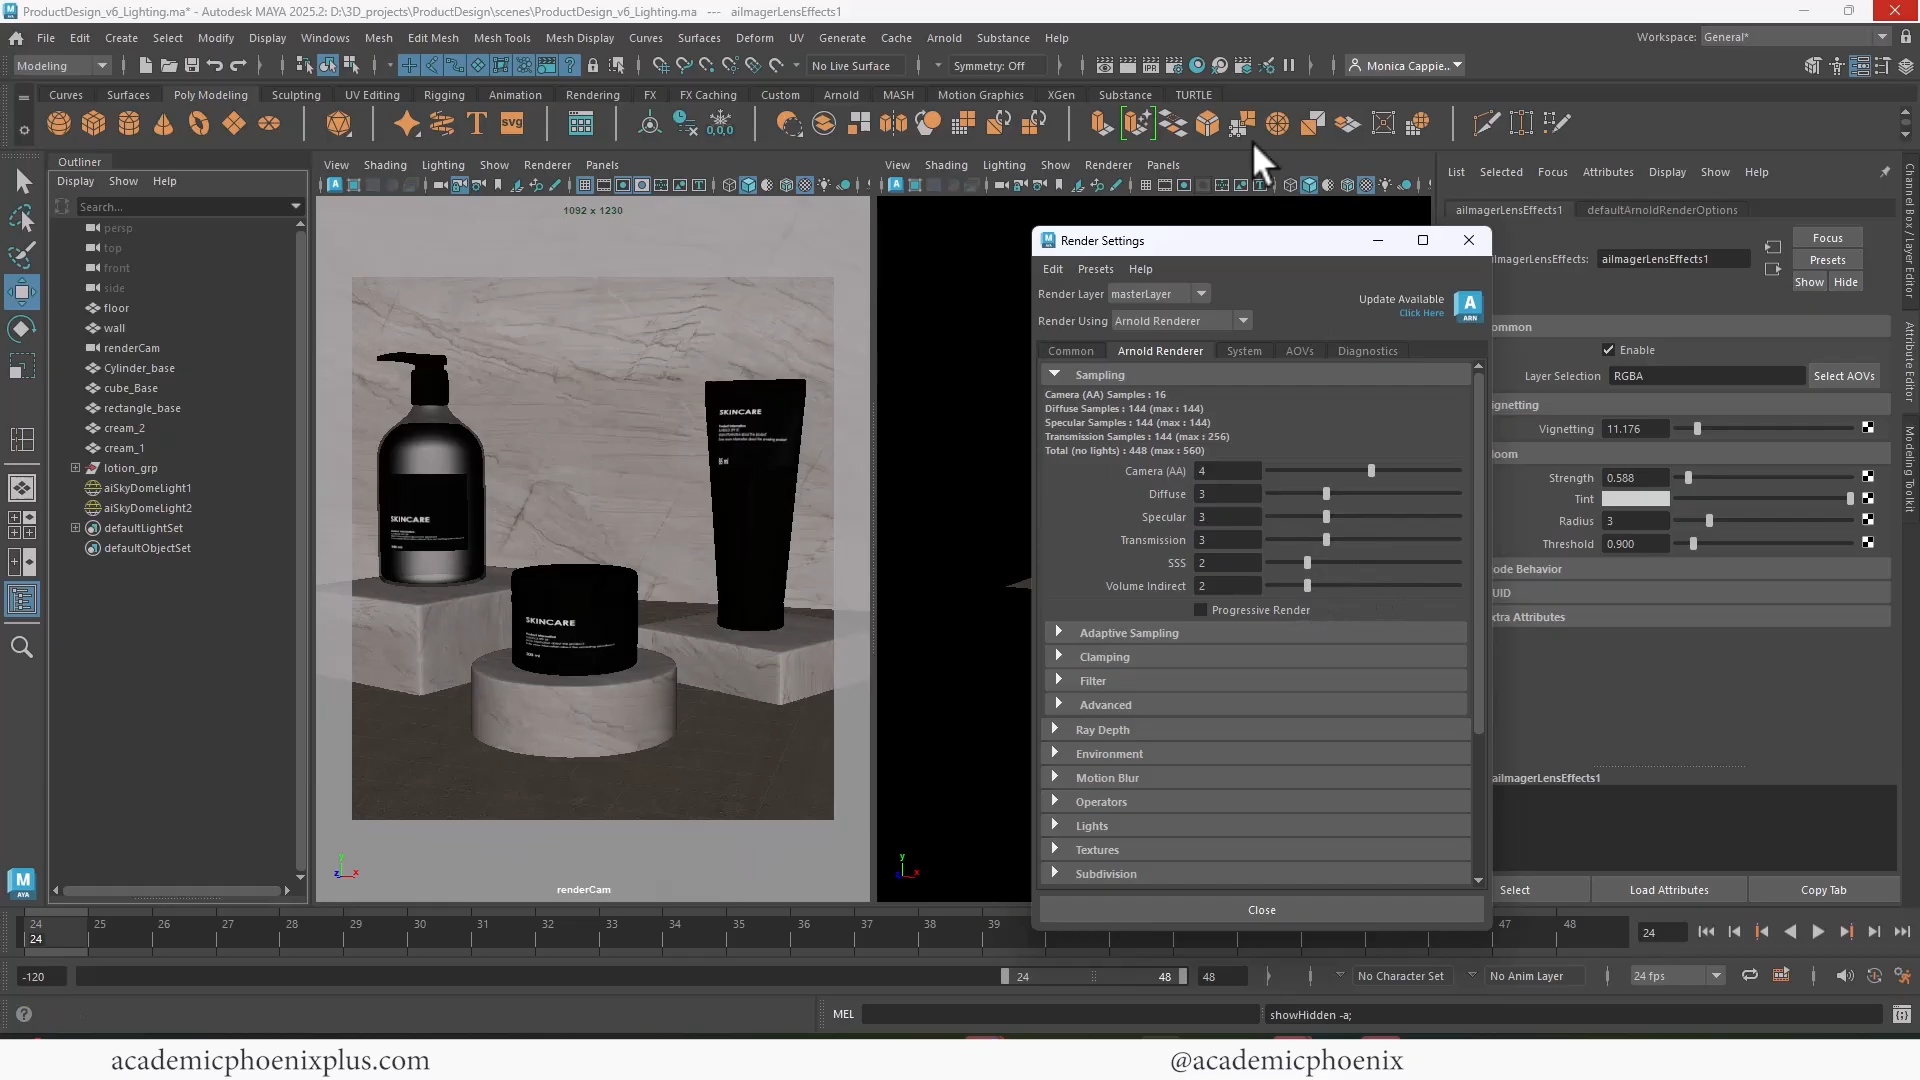 ProductDesign_v6_Lighting.ma* - Autodesk MAYA 2025.2: D:\3D_projects\ProductDesign\scenes\ProductDesign_v6_Lighting.ma --- aiImagerLensEffects1
File Edit Create Select Modify Display Windows Mesh Edit Mesh Mesh Tools Mesh Display Curves Surfaces Deform UV Generate Cache Arnold Substance Help
Workspace: General*
Modeling
No Live Surface
Symmetry: Off
Monica Cappie...
Curves Surfaces Poly Modeling Sculpting UV Editing Rigging Animation Rendering FX FX Caching Custom Arnold MASH Motion Graphics XGen Substance TURTLE
Outliner
Display Show Help
Search...
persp
top
front
side
floor
wall
renderCam
Cylinder_base
cube_Base
rectangle_base
cream_2
cream_1
lotion_grp
aiSkyDomeLight1
aiSkyDomeLight2
defaultLightSet
defaultObjectSet
View Shading Lighting Show Renderer Panels
1092 x 1230
SKINCARE
SKINCARE
SKINCARE
renderCam
View Shading Lighting Show Renderer Panels
Render Settings
Edit Presets Help
Render Layer masterLayer
Render Using Arnold Renderer
Update Available
Click Here
Common Arnold Renderer System AOVs Diagnostics
Sampling
Camera (AA) Samples : 16
Diffuse Samples : 144 (max : 144)
Specular Samples : 144 (max : 144)
Transmission Samples : 144 (max : 256)
Total (no lights) : 448 (max : 560)
Camera (AA) 4
Diffuse 3
Specular 3
Transmission 3
SSS 2
Volume Indirect 2
Progressive Render
Adaptive Sampling
Clamping
Filter
Advanced
Ray Depth
Environment
Motion Blur
Operators
Lights
Textures
Subdivision
Close
List Selected Focus Attributes Display Show Help
aiImagerLensEffects1 defaultArnoldRenderOptions
ImagerLensEffects: aiImagerLensEffects1
Focus
Presets
Show Hide
ommon
Enable
Layer Selection RGBA Select AOVs
ignetting
Vignetting 11.176
loom
Strength 0.588
Tint
Radius 3
Threshold 0.900
ode Behavior
UID
xtra Attributes
aiImagerLensEffects1
Select Load Attributes Copy Tab
Channel Box / Layer Editor
Attribute Editor
Modeling Toolkit
24 25 26 27 28 29 30 31 32 33 34 35 36 37 38 39 47 48
24
24
-120
24 48
48
No Character Set
No Anim Layer
24 fps
MEL
showHidden -a;
academicphoenixplus.com
@academicphoenix